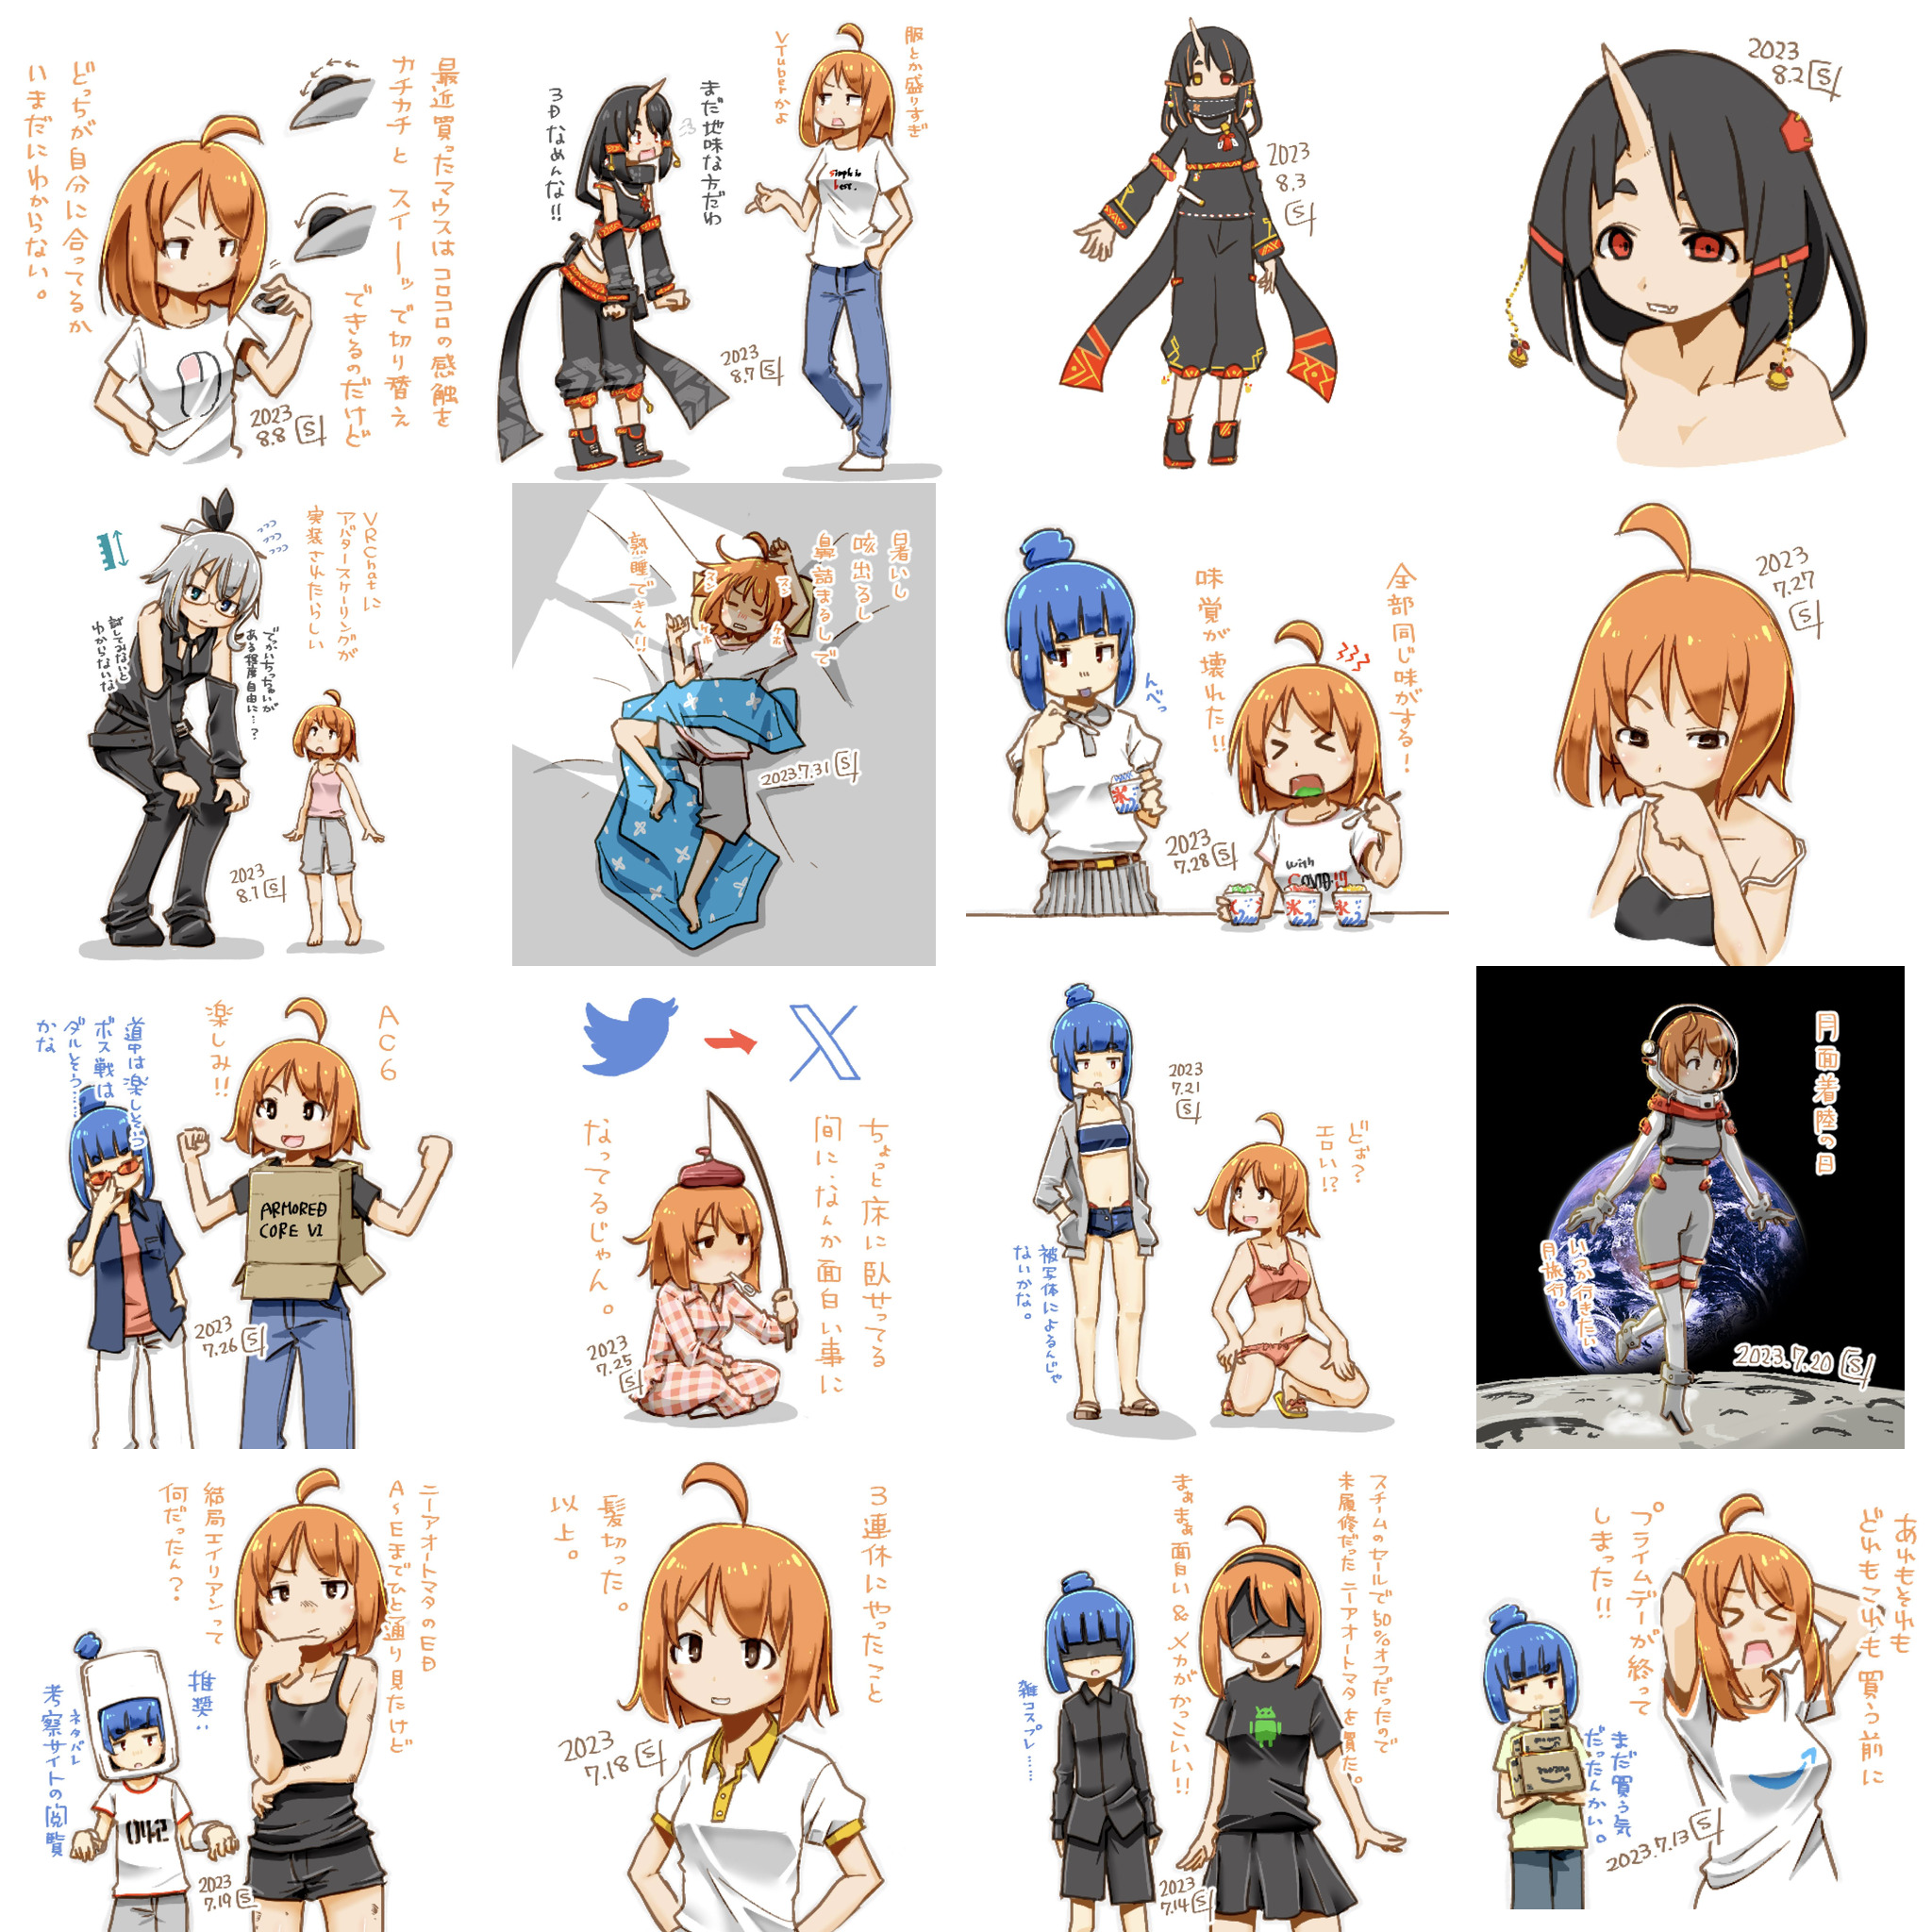 最近買ったマウスはコロコロの感触を
カチカチと スイーッで切り替え
できるのだけど
どっちが自分に合ってるか
いまだにわからない。
2023
8.8
服とか盛りすぎ
VTuberかよ
まだ地味な方だわ
3Dなめんな!!
Simple is
best.
2023
8.7
2023
8.3
2023
8.2
VRChatに
アバタースケーリングが
実装されたらしい
でっかいちっちゃいが
ある程度自由に…?
試してみないと
わからないな
2023
8.1
暑いし
咳出るし
鼻詰まるしで
熟睡できん!!
スン
スン
ケホ
ケホ
2023.7.31
全部同じ味がする!
味覚が壊れた!!
んべっ
氷
with
COVID-19
氷
氷
氷
2023
7.28
2023
7.27
AC6
楽しみ!!
道中は楽しそうだけど
ボス戦は
ダルそう……
かな
ARMORED
CORE VI
2023
7.26
ちょっと床に臥せってる
間になんか面白い事に
なってるじゃん。
2023
7.25
2023
7.21
どぉ?
エロい!?
被写体によるんじゃ
ないかな。
月面着陸の日
いつか行きたい
月旅行。
2023.7.20
ニーアオートマタのED
A~Eまでひと通り見たけど
結局エイリアンって
何だったん?
推奨:
ネタバレ
考察サイトの閲覧
2023
7.19
3連休にやったこと
髪切った。
以上。
2023
7.18
スチームのセールで50%オフだったので
未履修だったニーアオートマタを買た。
まぁまぁ面白い&メカがかっこいい!!
雑コスプレ……
2023
7.14
あれもそれも
どれもこれも買う前に
プライムデーが終って
しまった!!
まだ買う気
だったんかい。
2023.7.13